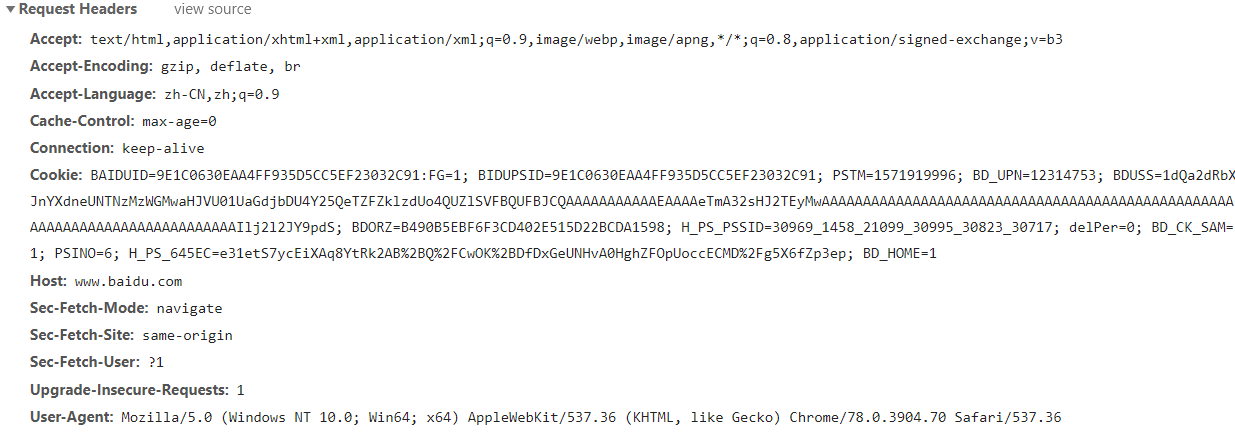 Request Headers view source
Accept: text/html,application/xhtml+xml,application/xml;q=0.9,image/webp,image/apng,*/*;q=0.8,application/signed-exchange;v=b3
Accept-Encoding: gzip, deflate, br
Accept-Language: zh-CN,zh;q=0.9
Cache-Control: max-age=0
Connection: keep-alive
Cookie: BAIDUID=9E1C0630EAA4FF935D5CC5EF23032C91:FG=1; BIDUPSID=9E1C0630EAA4FF935D5CC5EF23032C91; PSTM=1571919996; BD_UPN=12314753; BDUSS=1dQa2dRbX
JnYXdneUNTNzMzWGMwaHJVU01UaGdjbDU4Y25QeTZFZklzdUo4QUZlSVFBQUFBJCQAAAAAAAAAAAEAAAAeTmA32sHJ2TEyMwAAAAAAAAAAAAAAAAAAAAAAAAAAAAAAAAAAAAAAAAAAAAAAAAAA
AAAAAAAAAAAAAAAAAAAAAAAAAIlj2l2JY9pdS; BDORZ=B490B5EBF6F3CD402E515D22BCDA1598; H_PS_PSSID=30969_1458_21099_30995_30823_30717; delPer=0; BD_CK_SAM=
1; PSINO=6; H_PS_645EC=e31etS7ycEiXAq8YtRk2AB%2BQ%2FCwOK%2BDfDxGeUNHvA0HghZFOpUoccECMD%2Fg5X6fZp3ep; BD_HOME=1
Host: www.baidu.com
Sec-Fetch-Mode: navigate
Sec-Fetch-Site: same-origin
Sec-Fetch-User: ?1
Upgrade-Insecure-Requests: 1
User-Agent: Mozilla/5.0 (Windows NT 10.0; Win64; x64) AppleWebKit/537.36 (KHTML, like Gecko) Chrome/78.0.3904.70 Safari/537.36